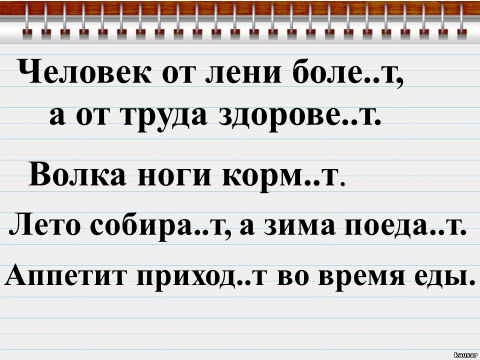 Человек от лени боле..т,
а от труда здорове..т.
Волка ноги корм..т.
Лето собира..т, а зима поеда..т.
Аппетит приход..т во время еды.
kausar